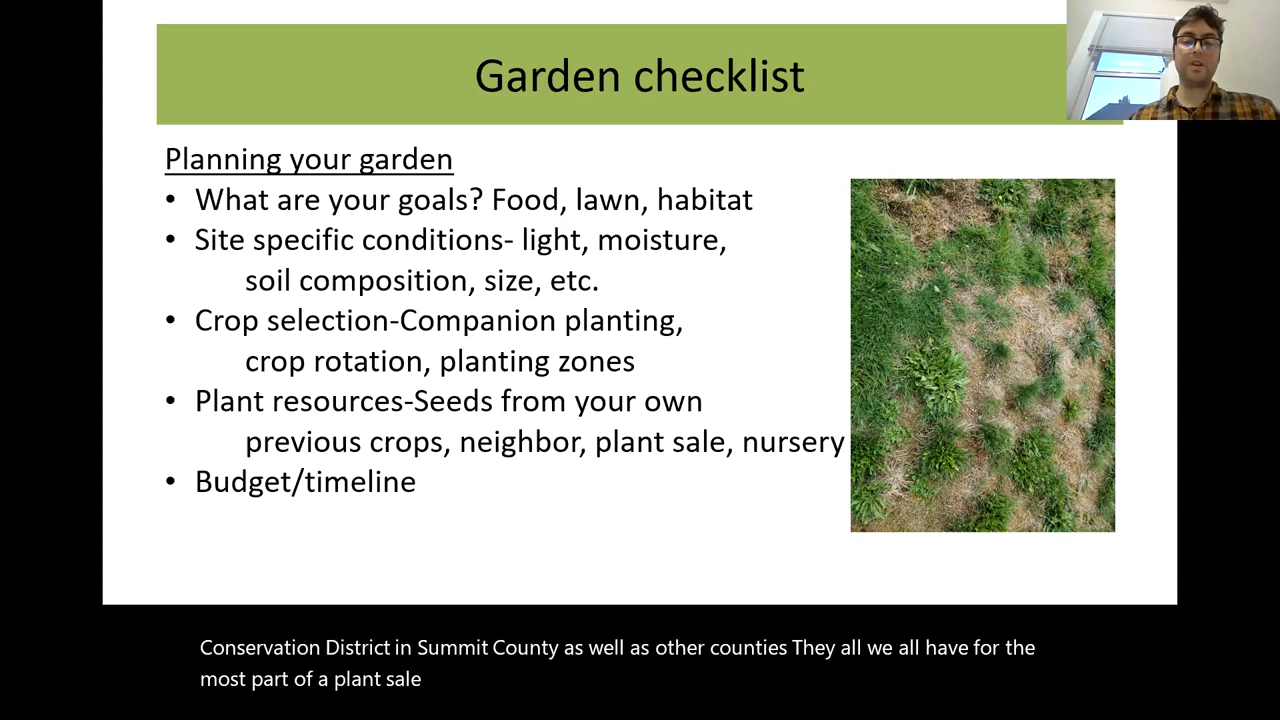 Garden checklist
Planning your garden
• What are your goals? Food, lawn, habitat
• Site specific conditions- light, moisture,
soil composition, size, etc.
• Crop selection-Companion planting,
crop rotation, planting zones
• Plant resources-Seeds from your own
previous crops, neighbor, plant sale, nursery
• Budget/timeline
Conservation District in Summit County as well as other counties They all we all have for the
most part of a plant sale